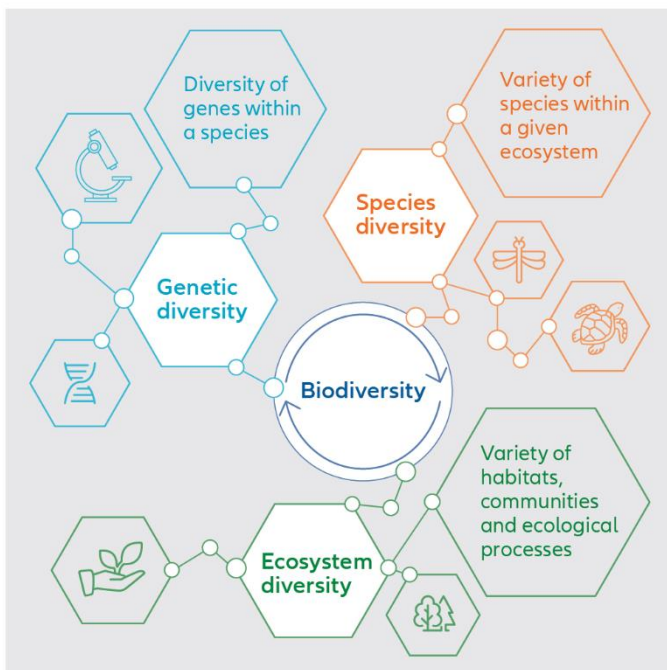 Diversity of
genes within
a species
Variety of
species within
a given
ecosystem
Species
diversity
Genetic
diversity
Biodiversity
Variety of
habitats,
communities
and ecological
processes
Ecosystem
diversity